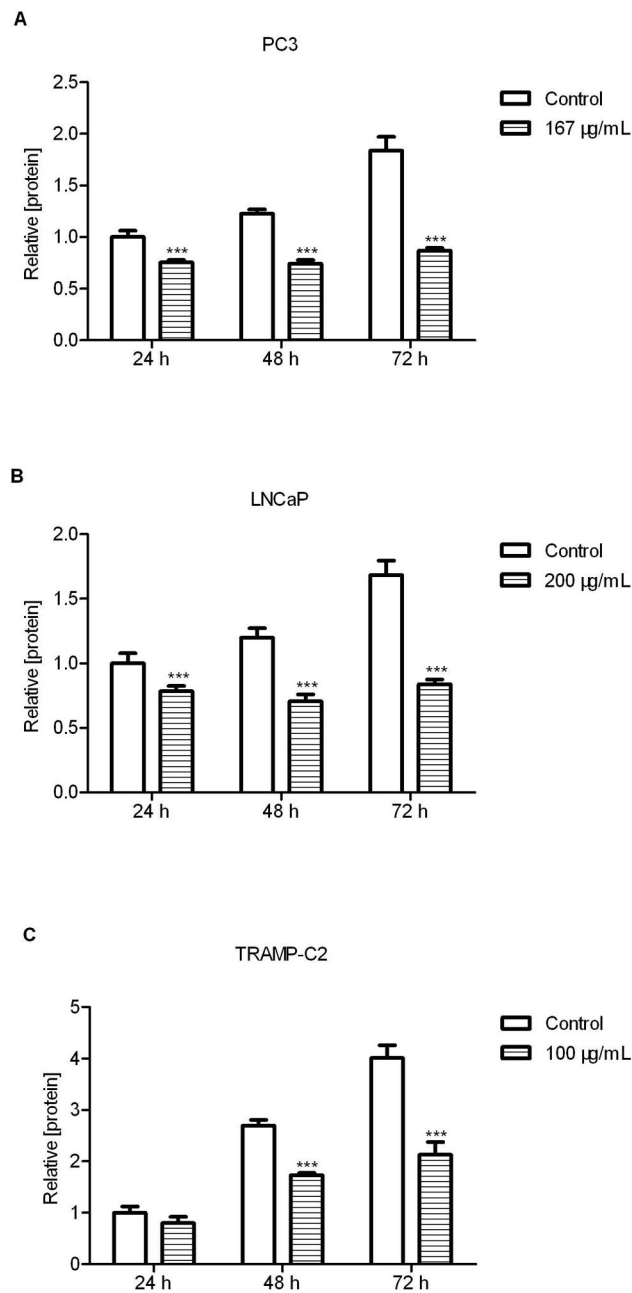 A
PC3
2.5
2.0
1.5
1.0
0.5
0.0
Relative [protein]
*** *** ***
24 h 48 h 72 h
Control
167 µg/mL
B
LNCaP
2.0
1.5
1.0
0.5
0.0
Relative [protein]
*** *** ***
24 h 48 h 72 h
Control
200 µg/mL
C
TRAMP-C2
5
4
3
2
1
0
Relative [protein]
*** ***
24 h 48 h 72 h
Control
100 µg/mL